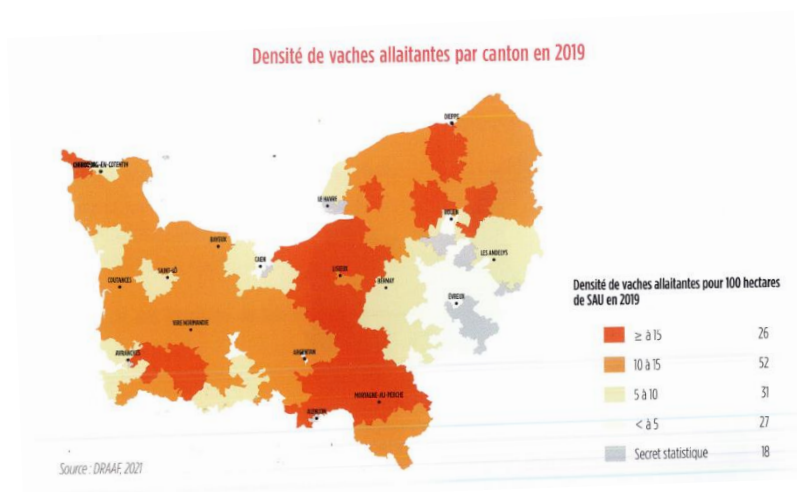 Densité de vaches allaitantes par canton en 2019
DIEPPE
CHERBOURG-EN-COTENTIN
LE HAVRE
ROUEN
BAYEUX
CAEN
LES ANDELYS
LISIEUX
COUTANCES
SAINT-LÔ
BERNAY
ÉVREUX
VIRE NORMANDIE
AVRANCHES
ARGENTAN
MORTAGNE-AU-PERCHE
ALENÇON
Densité de vaches allaitantes pour 100 hectares
de SAU en 2019
≥ à 15 26
10 à 15 52
5 à 10 31
< à 5 27
Secret statistique 18
Source : DRAAF, 2021